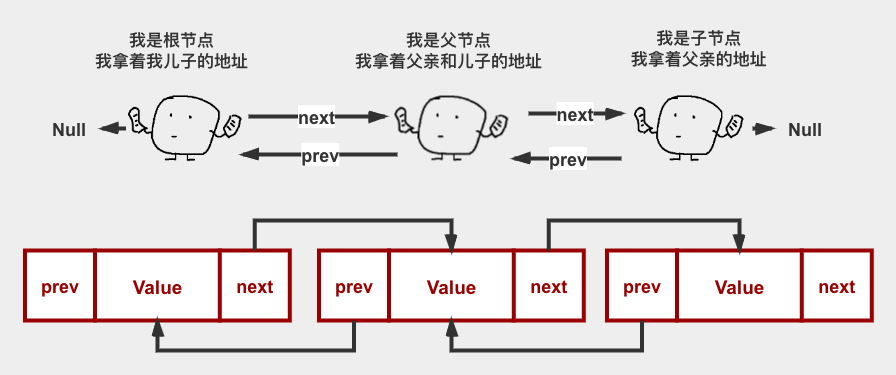 我是根节点
我拿着我儿子的地址
我是父节点
我拿着父亲和儿子的地址
我是子节点
我拿着父亲的地址
Null
next
next
Null
prev
prev
prev Value next
prev Value next
prev Value next